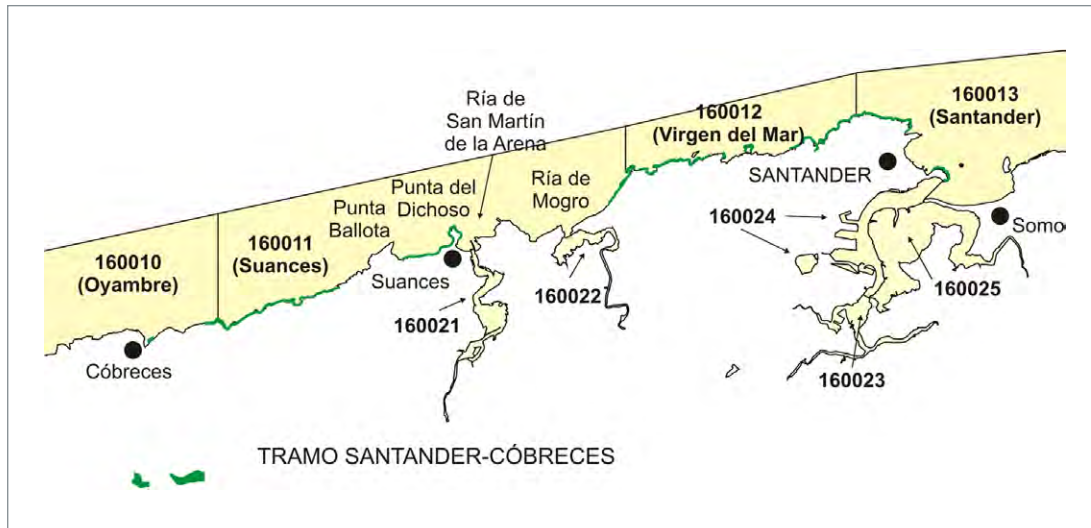 160013
(Santander)
160012
(Virgen del Mar)
Ría de
San Martín
de la Arena
SANTANDER
Punta del
Dichoso
Ría de
Mogro
Punta
Ballota
160011
(Suances)
160010
(Oyambre)
160024
Somo
Suances
160022
160025
160021
Cóbreces
160023
TRAMO SANTANDER-CÓBRECES